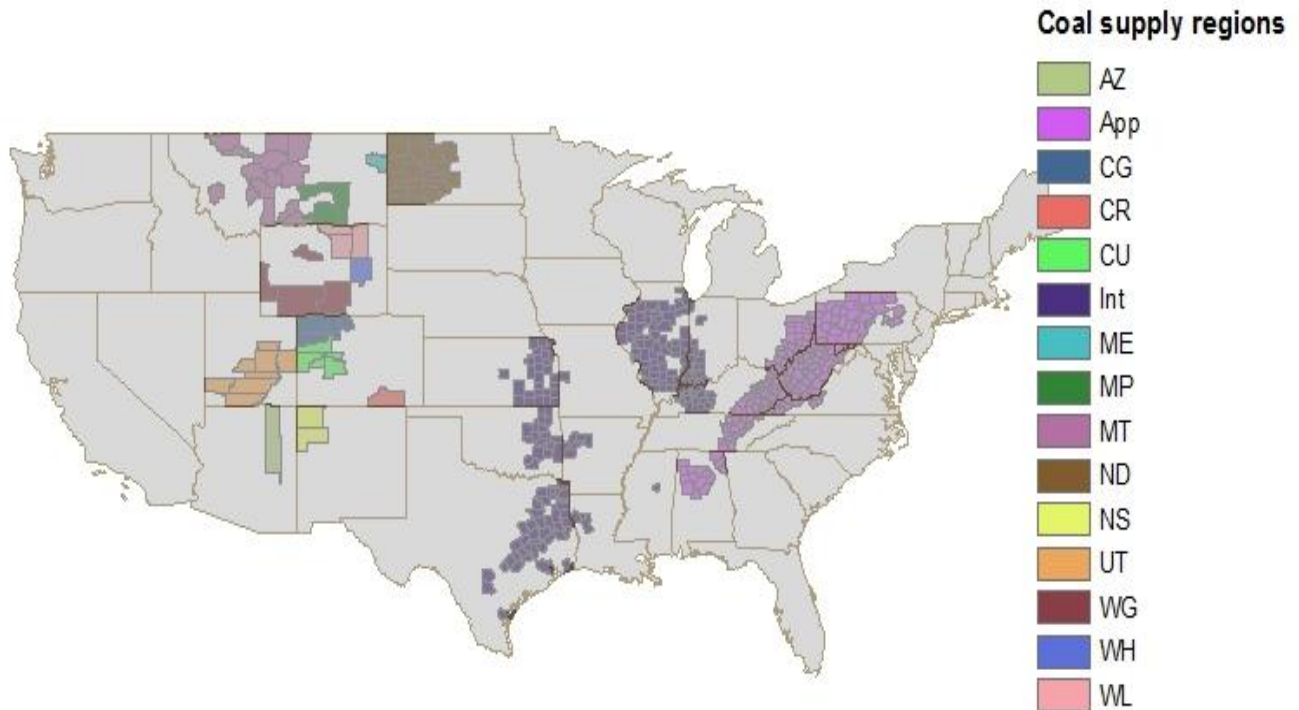 Coal supply regions
AZ
App
CG
CR
CU
Int
ME
MP
MT
ND
NS
UT
WG
WH
WL